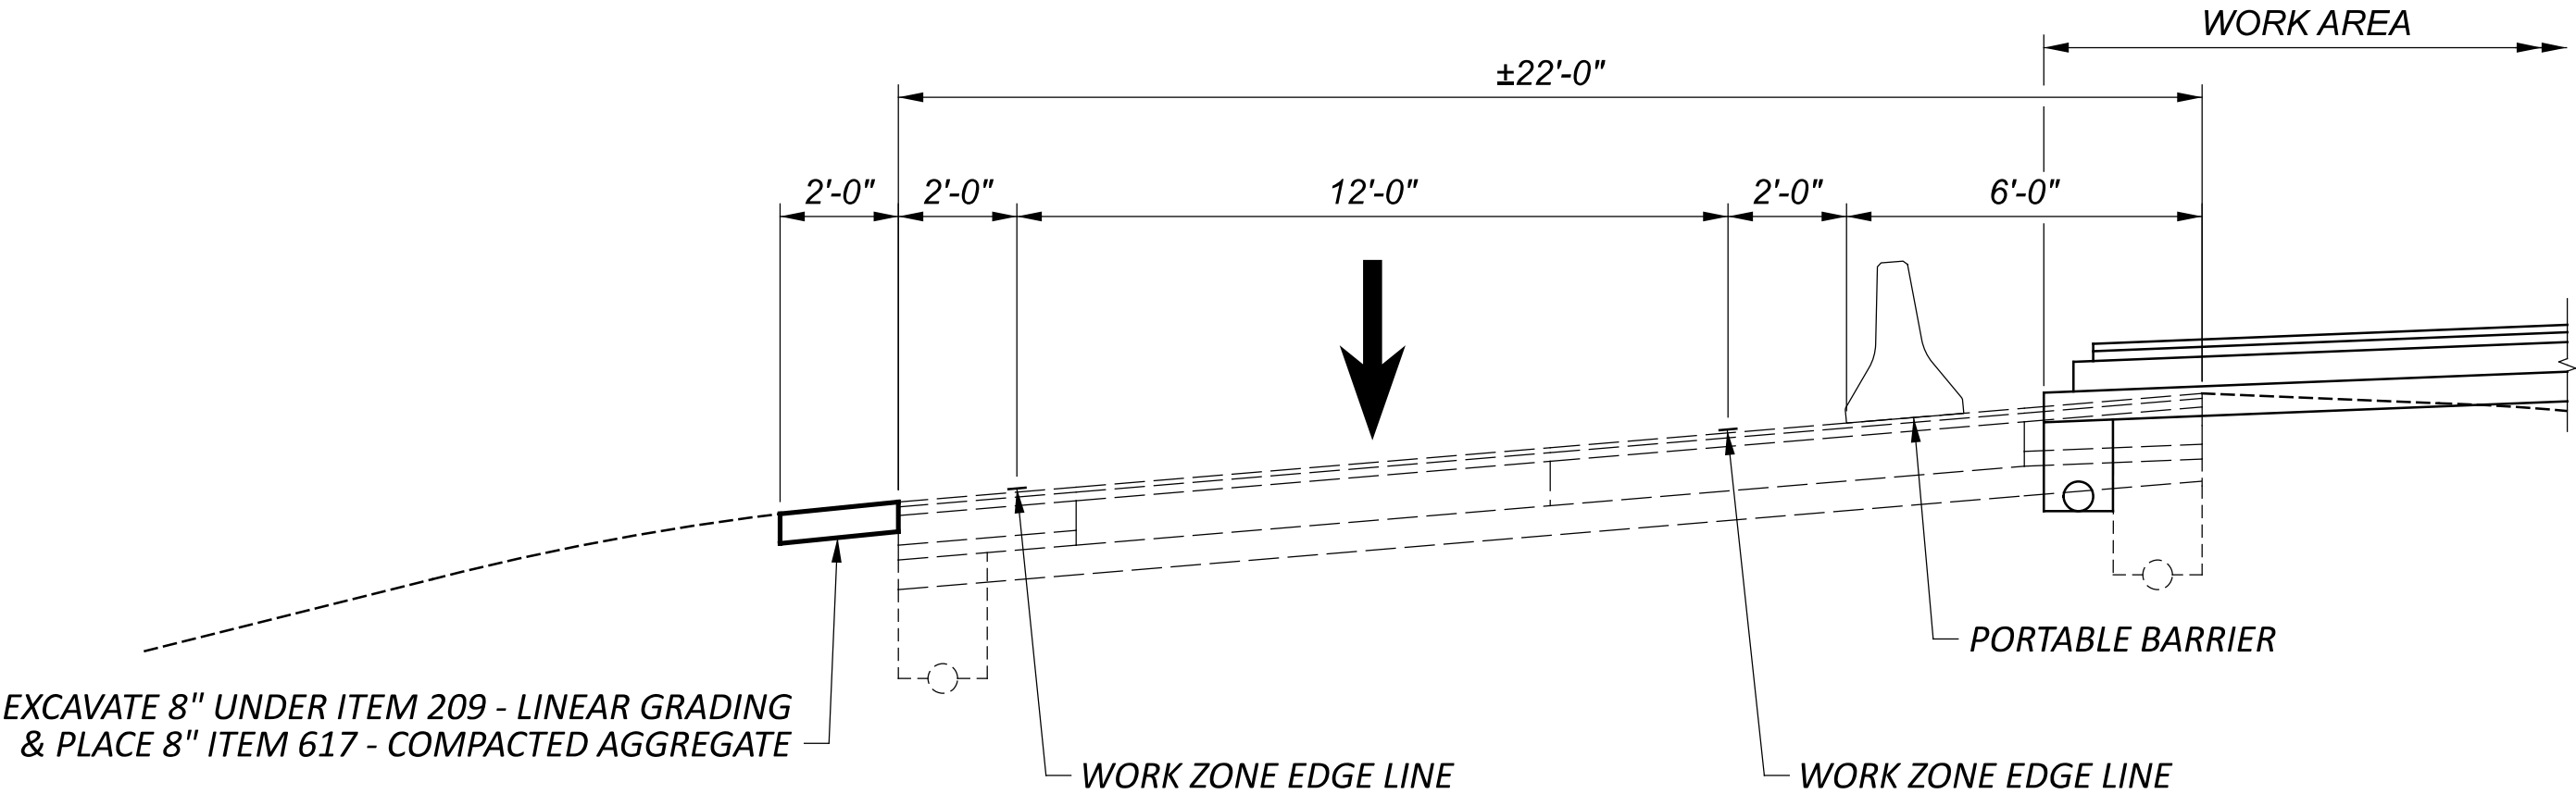 WORK AREA
±22'-0"
2'-0"
2'-0"
12'-0"
2'-0"
6'-0"
PORTABLE BARRIER
EXCAVATE 8" UNDER ITEM 209 - LINEAR GRADING
& PLACE 8" ITEM 617 - COMPACTED AGGREGATE
WORK ZONE EDGE LINE
WORK ZONE EDGE LINE